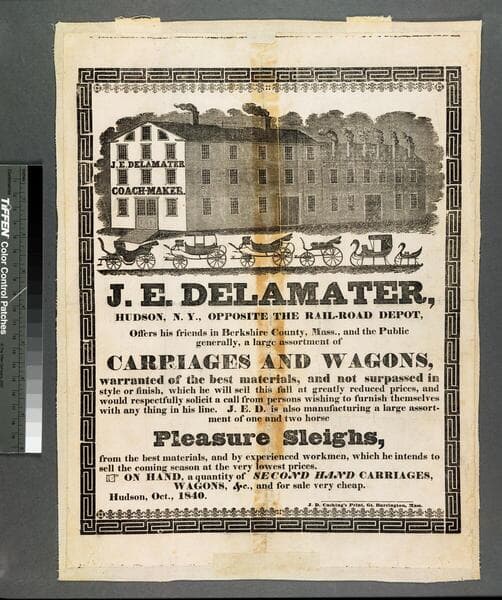 J. E. DELAMATER
COACH-MAKER.
J. E. DELAMATER,
HUDSON, N. Y., OPPOSITE THE RAIL-ROAD DEPOT,
Offers his friends in Berkshire County, Mass., and the Public
generally, a large assortment of
CARRIAGES AND WAGONS,
warranted of the best materials, and not surpassed in
style or finish, which he will sell this fall at greatly reduced prices, and
would respectfully solicit a call from persons wishing to furnish themselves
with any thing in his line. J. E. D. is also manufacturing a large assort-
ment of one and two horse
Pleasure Sleighs,
from the best materials, and by experienced workmen, which he intends to
sell the coming season at the very lowest prices.
☞ ON HAND, a quantity of SECOND HAND CARRIAGES,
WAGONS, &c., and for sale very cheap.
Hudson, Oct., 1840.
J. D. Cushing's Print, Gt. Barrington, Mass.
TIFFEN Color Control Patches